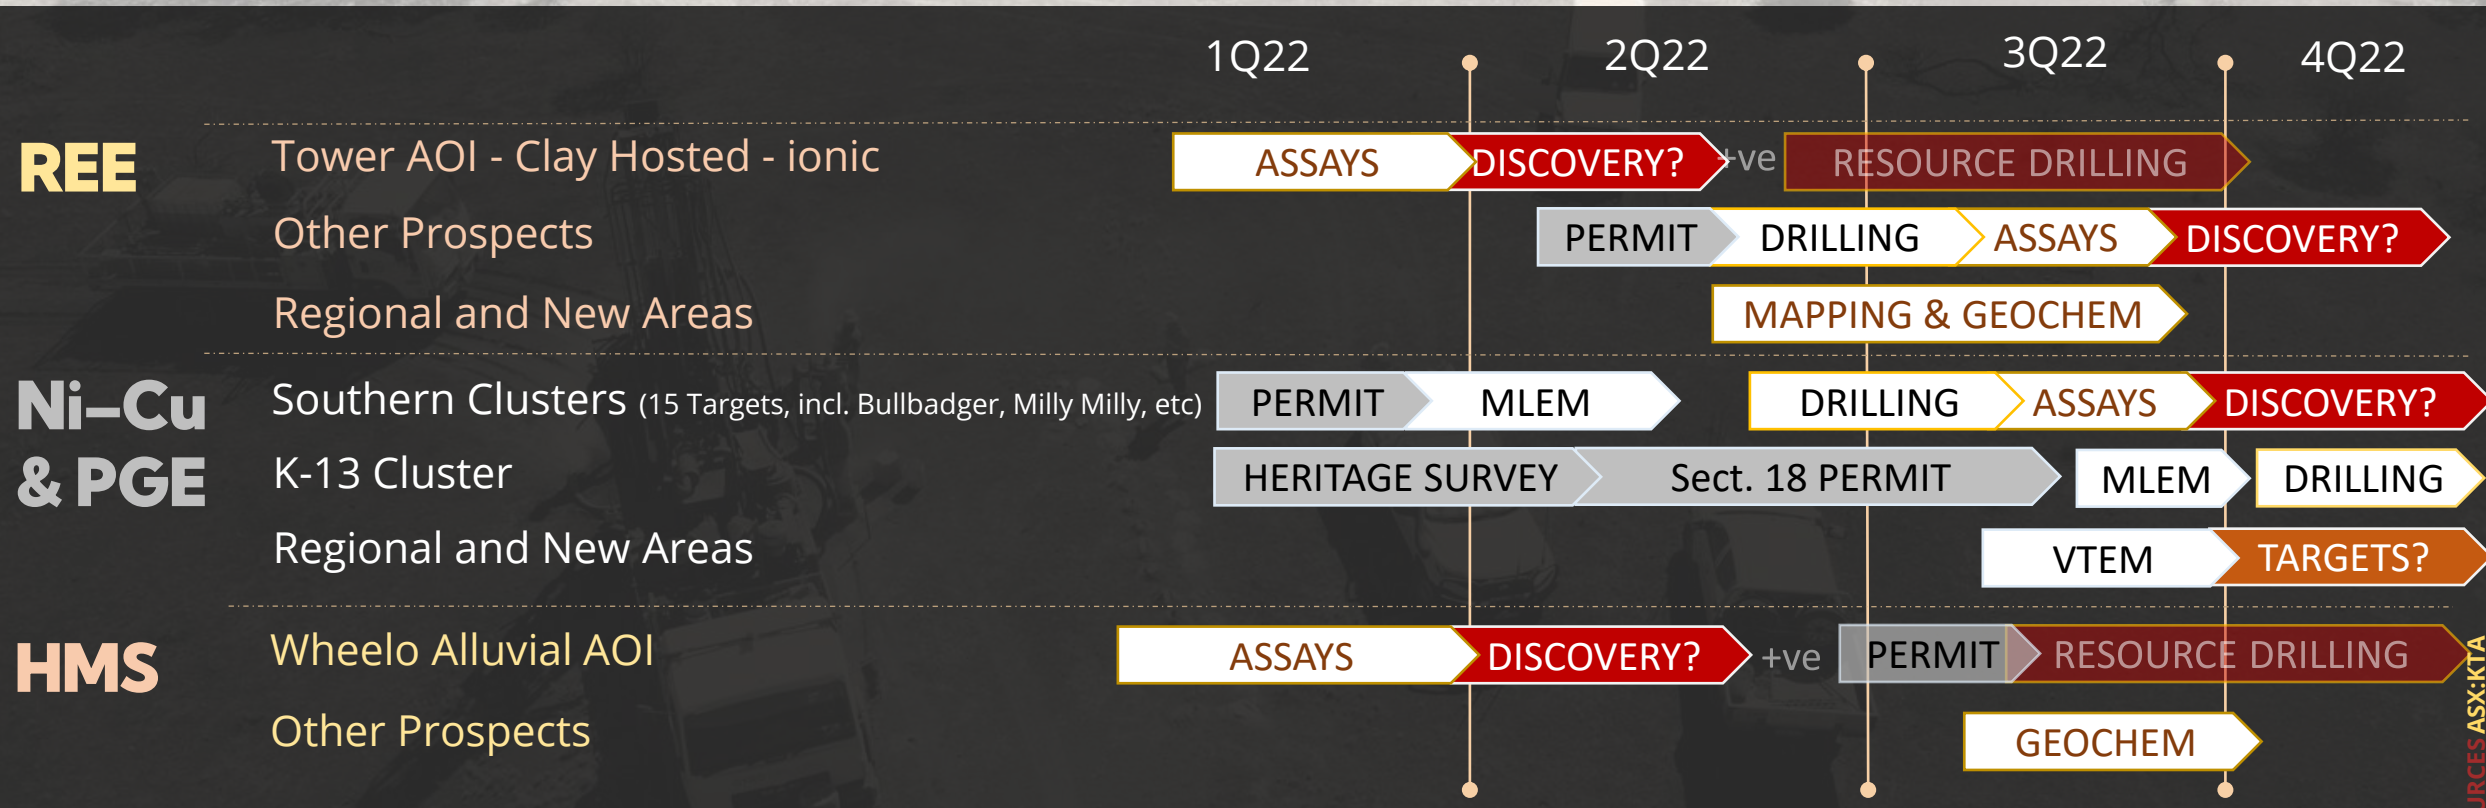 1Q22 2Q22 3Q22 4Q22
REE
Tower AOI - Clay Hosted - ionic ASSAYS DISCOVERY? +ve RESOURCE DRILLING
Other Prospects PERMIT DRILLING ASSAYS DISCOVERY?
Regional and New Areas MAPPING & GEOCHEM
Ni–Cu
& PGE
Southern Clusters (15 Targets, incl. Bullbadger, Milly Milly, etc) PERMIT MLEM DRILLING ASSAYS DISCOVERY?
K-13 Cluster HERITAGE SURVEY Sect. 18 PERMIT MLEM DRILLING
Regional and New Areas VTEM TARGETS?
HMS
Wheelo Alluvial AOI ASSAYS DISCOVERY? +ve PERMIT RESOURCE DRILLING
Other Prospects GEOCHEM
ASX:KTA